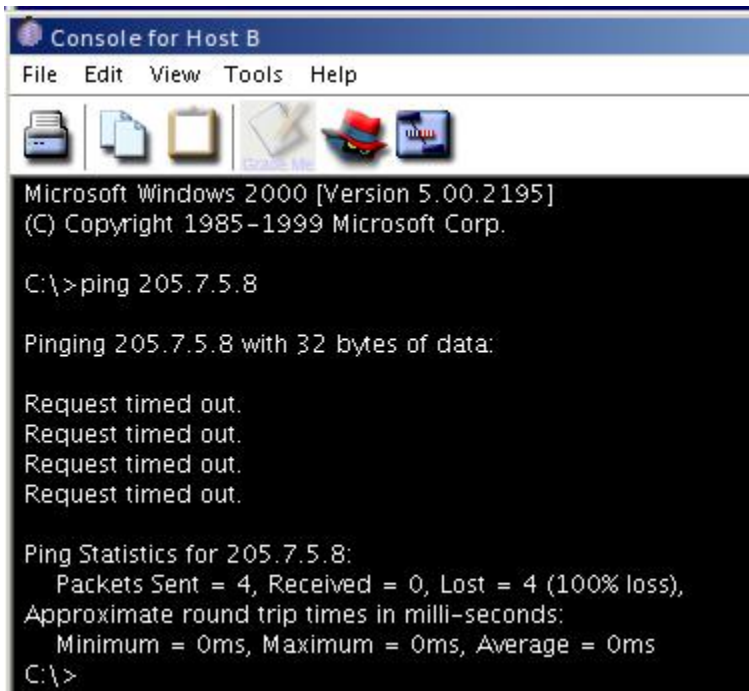 Console for Host B
File Edit View Tools Help
Grade Me
Microsoft Windows 2000 [Version 5.00.2195]
(C) Copyright 1985-1999 Microsoft Corp.
C:\>ping 205.7.5.8
Pinging 205.7.5.8 with 32 bytes of data:
Request timed out.
Request timed out.
Request timed out.
Request timed out.
Ping Statistics for 205.7.5.8:
Packets Sent = 4, Received = 0, Lost = 4 (100% loss),
Approximate round trip times in milli-seconds:
Minimum = 0ms, Maximum = 0ms, Average = 0ms
C:\>